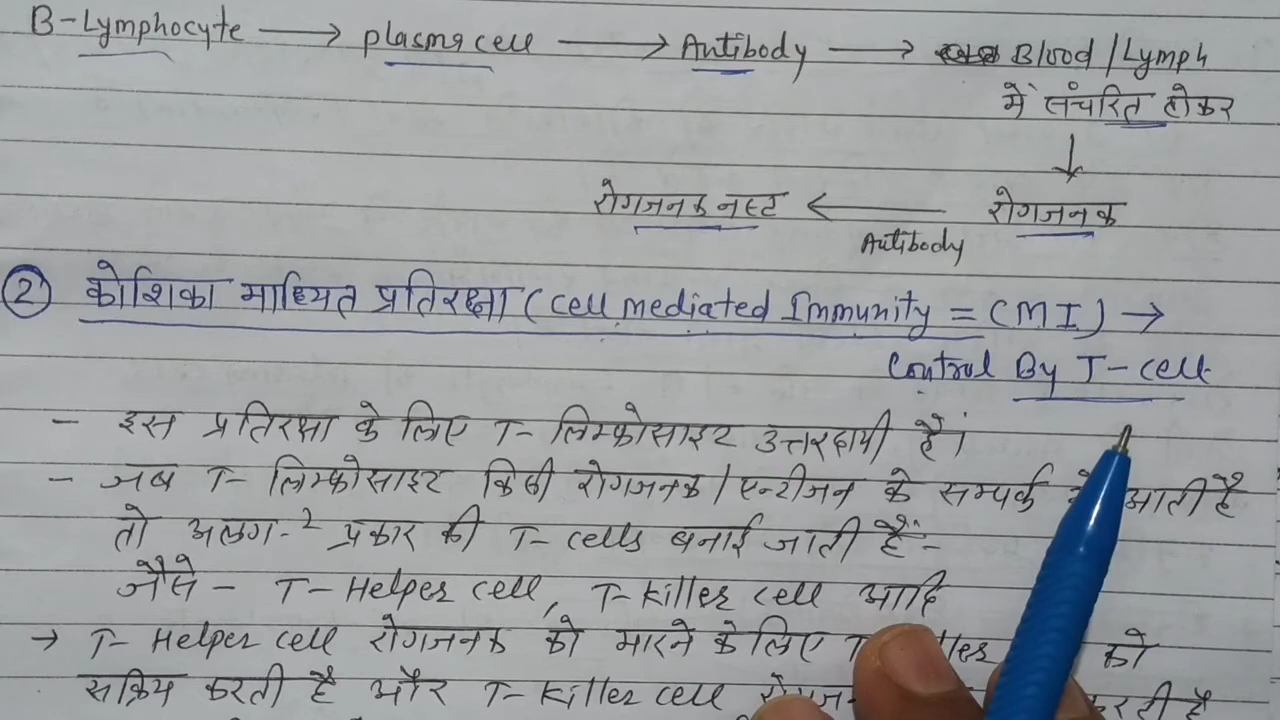 B-Lymphocyte → plasma cell → Antibody → Blood/Lymph
में संचरित होकर
↓
रोगजनक नष्ट ← रोगजनक
Antibody
② कोशिका माध्यित प्रतिरक्षा (cell mediated Immunity = CMI) →
Control By T-cell
- इस प्रतिरक्षा के लिए T- लिम्फोसाइट उत्तरदायी है।
- जब T- लिम्फोसाइट किसी रोगजनक/एन्टीजन के सम्पर्क आती है
तो अलग-2 प्रकार की T- cells बनाई जाती हैं-
जैसे - T-Helper cell, T-Killer cell आदि
→ T- Helper cell रोगजनक को मारने के लिए को
सक्रिय करती है और T-Killer cell है